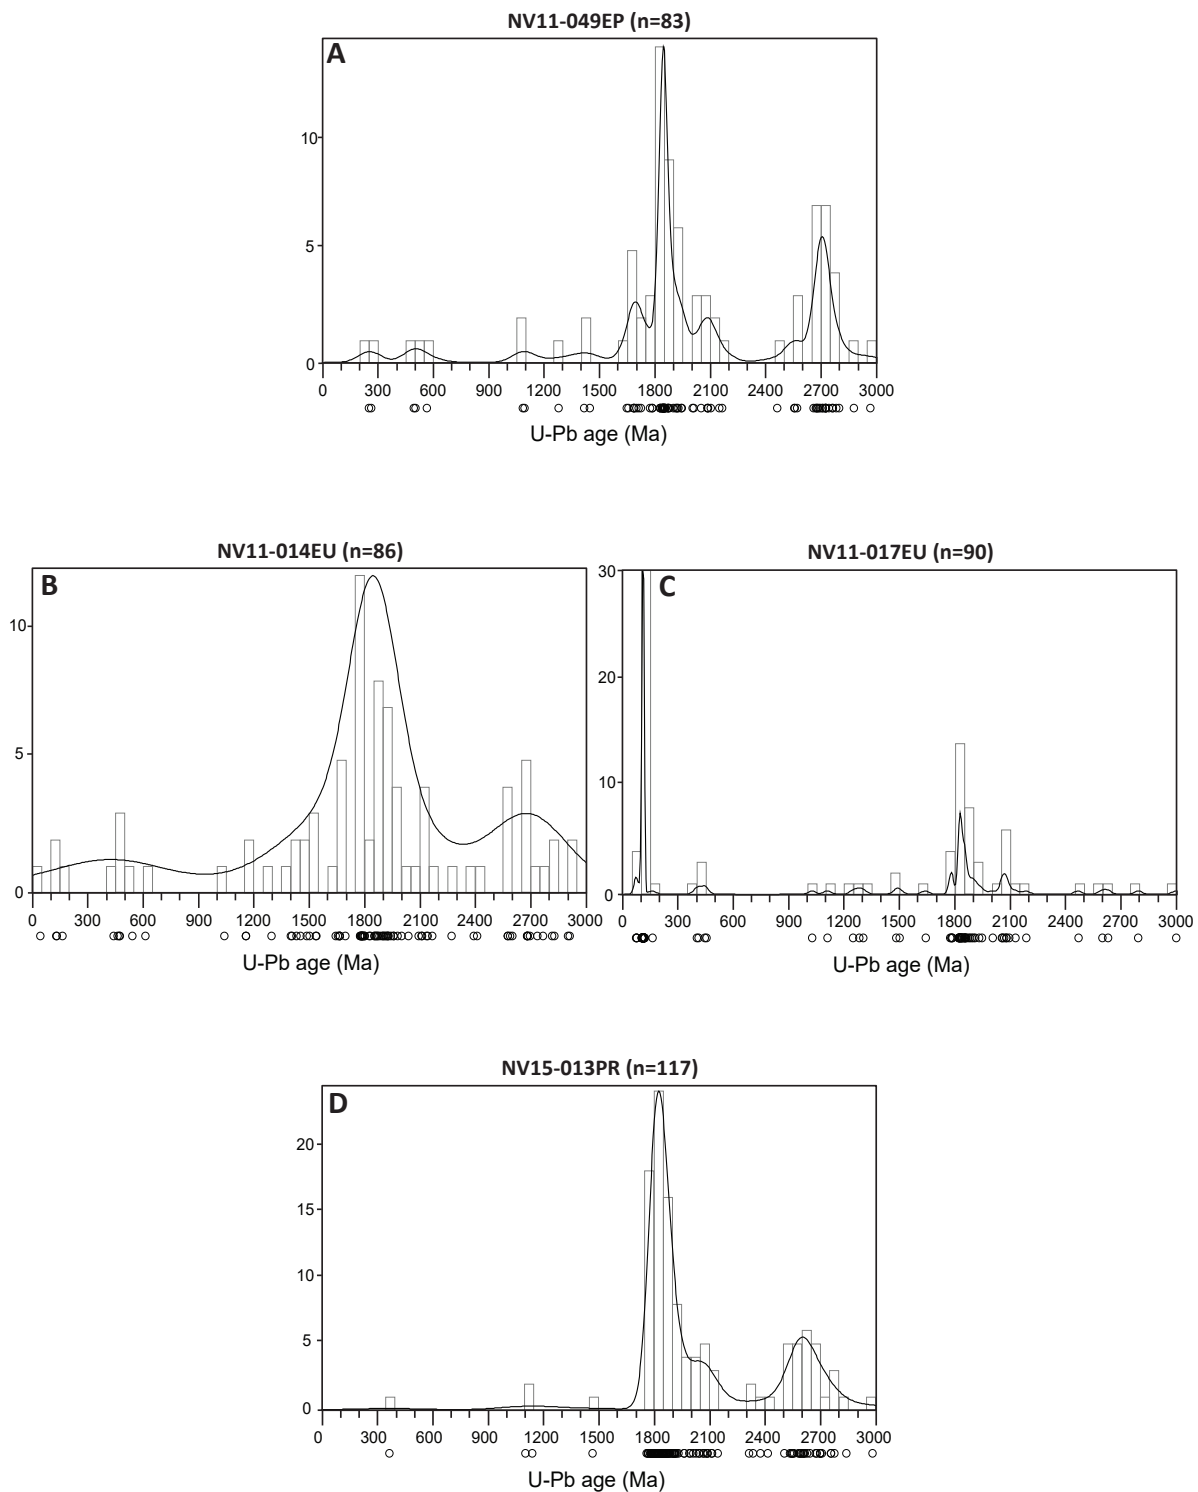 NV11-049EP (n=83)
A
10
5
0
0 300 600 900 1200 1500 1800 2100 2400 2700 3000
U-Pb age (Ma)
NV11-014EU (n=86)
B
10
5
0
0 300 600 900 1200 1500 1800 2100 2400 2700 3000
U-Pb age (Ma)
NV11-017EU (n=90)
C
30
20
10
0
0 300 600 900 1200 1500 1800 2100 2400 2700 3000
U-Pb age (Ma)
NV15-013PR (n=117)
D
20
15
10
5
0
0 300 600 900 1200 1500 1800 2100 2400 2700 3000
U-Pb age (Ma)